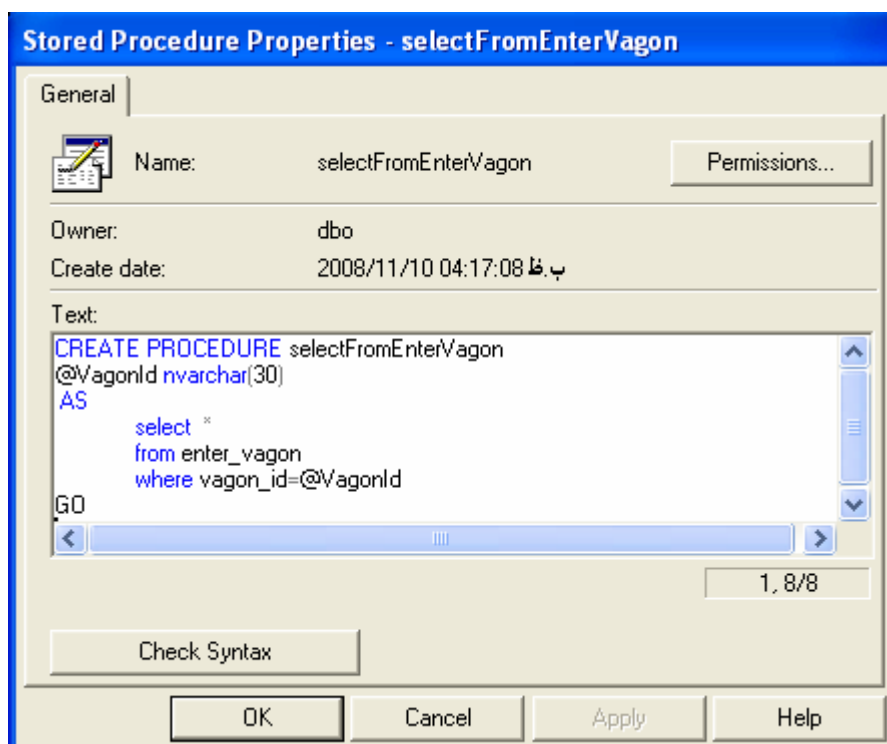 Stored Procedure Properties - selectFromEnterVagon
General
Name: selectFromEnterVagon Permissions...
Owner: dbo
Create date: 2008/11/10 04:17:08 ب.ظ
Text:
CREATE PROCEDURE selectFromEnterVagon
@VagonId nvarchar(30)
AS
select *
from enter_vagon
where vagon_id=@VagonId
GO
1, 8/8
Check Syntax
OK Cancel Apply Help